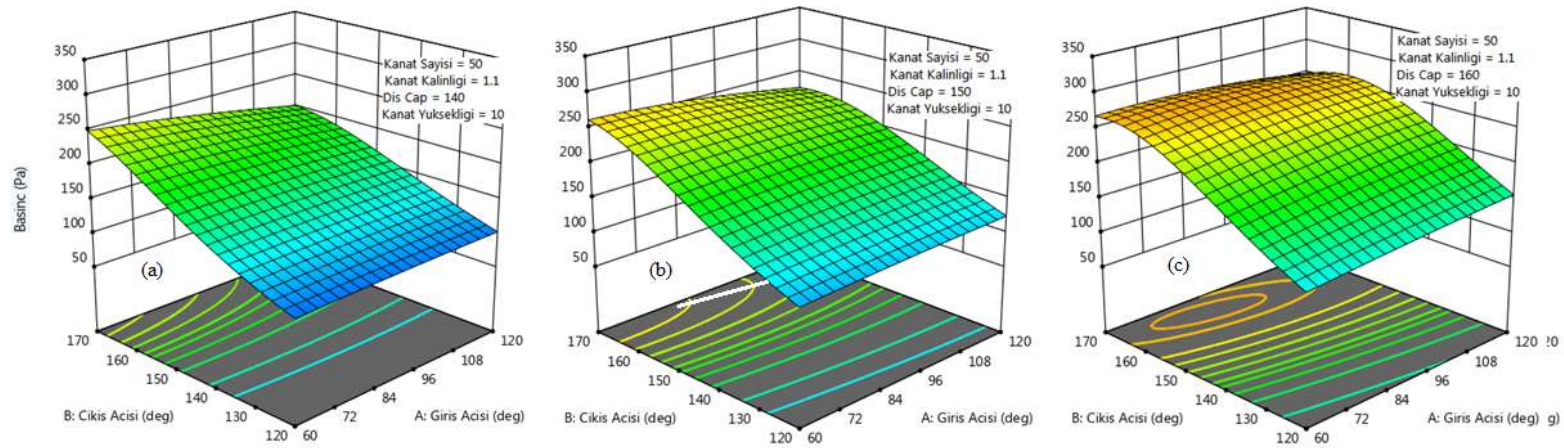 Kanat Sayisi = 50
Kanat Kalinligi = 1.1
Dis Cap = 140
Kanat Yuksekligi = 10
350
300
250
200
150
100
50
Basinc (Pa)
(a)
170
160
150
140
130
120
60
72
84
96
108
120
B: Cikis Acisi (deg)
A: Giris Acisi (deg)
Kanat Sayisi = 50
Kanat Kalinligi = 1.1
Dis Cap = 150
Kanat Yuksekligi = 10
350
300
250
200
150
100
50
(b)
170
160
150
140
130
120
60
72
84
96
108
120
B: Cikis Acisi (deg)
A: Giris Acisi (deg)
Kanat Sayisi = 50
Kanat Kalinligi = 1.1
Dis Cap = 160
Kanat Yuksekligi = 10
350
300
250
200
150
100
50
(c)
170
160
150
140
130
120
60
72
84
96
108
120
B: Cikis Acisi (deg)
A: Giris Acisi (deg)